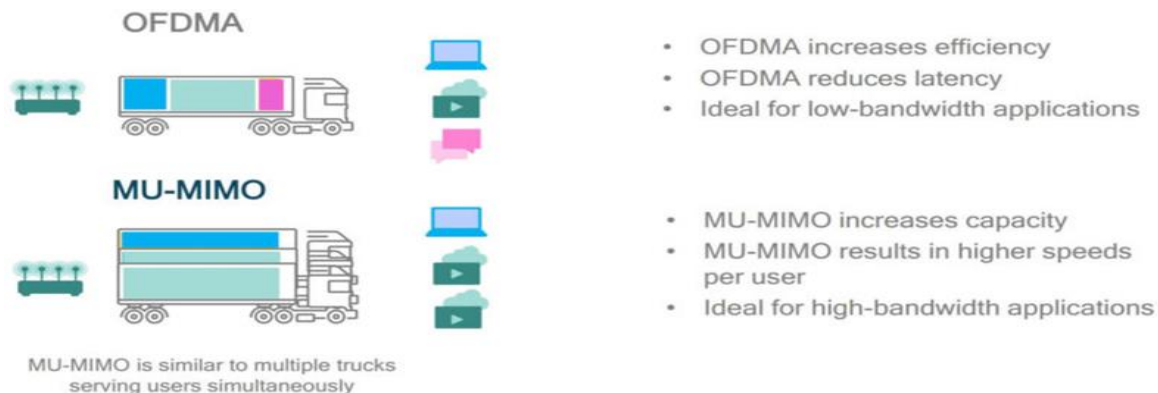 OFDMA
• OFDMA increases efficiency
• OFDMA reduces latency
• Ideal for low-bandwidth applications
MU-MIMO
• MU-MIMO increases capacity
• MU-MIMO results in higher speeds
per user
• Ideal for high-bandwidth applications
MU-MIMO is similar to multiple trucks
serving users simultaneously